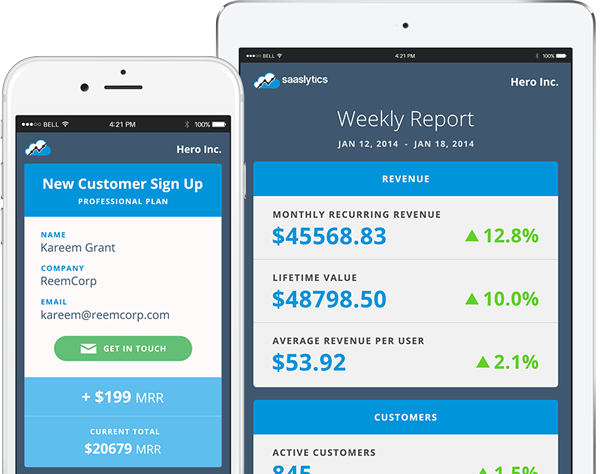 ●●●○○ BELL 4:21 PM 100%
Hero Inc.
New Customer Sign Up
PROFESSIONAL PLAN
NAME
Kareem Grant
COMPANY
ReemCorp
EMAIL
kareem@reemcorp.com
GET IN TOUCH
+ $199 MRR
CURRENT TOTAL
$20679 MRR
●●●○○ BELL 4:21 PM 100%
saaslytics Hero Inc.
Weekly Report
JAN 12, 2014 - JAN 18, 2014
REVENUE
MONTHLY RECURRING REVENUE
$45568.83 ▲ 12.8%
LIFETIME VALUE
$48798.50 ▲ 10.0%
AVERAGE REVENUE PER USER
$53.92 ▲ 2.1%
CUSTOMERS
ACTIVE CUSTOMERS
845 ▲ 1.5%